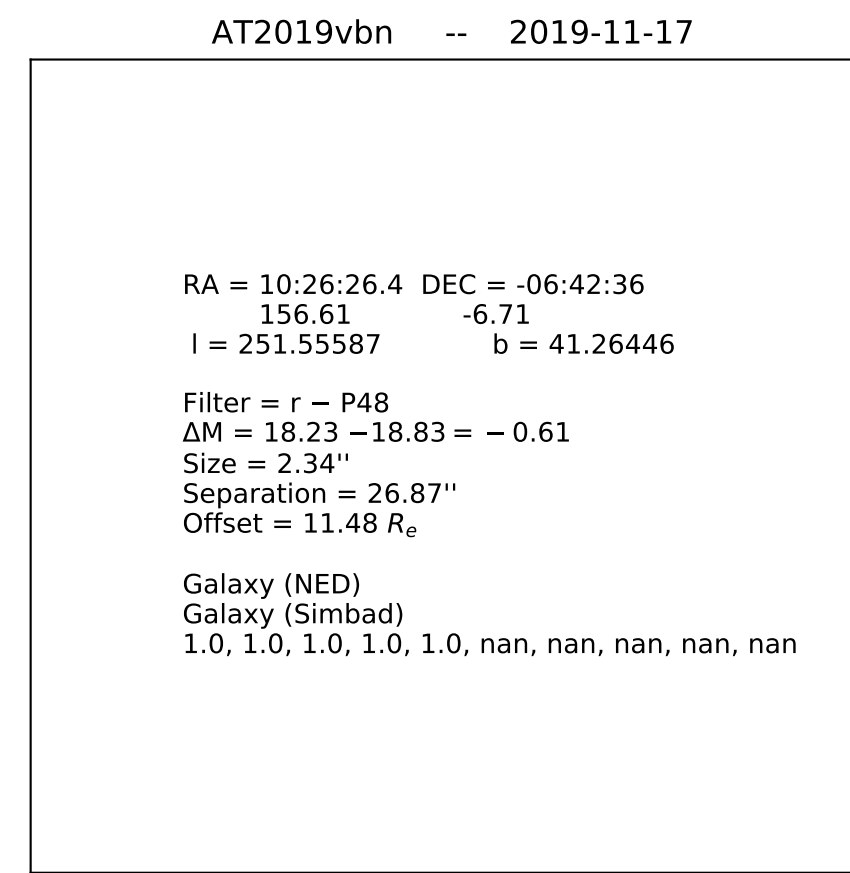 AT2019vbn -- 2019-11-17
RA = 10:26:26.4 DEC = -06:42:36
156.61 -6.71
l = 251.55587 b = 41.26446
Filter = r − P48
ΔM = 18.23 −18.83 = − 0.61
Size = 2.34''
Separation = 26.87''
Offset = 11.48 Re
Galaxy (NED)
Galaxy (Simbad)
1.0, 1.0, 1.0, 1.0, 1.0, nan, nan, nan, nan, nan